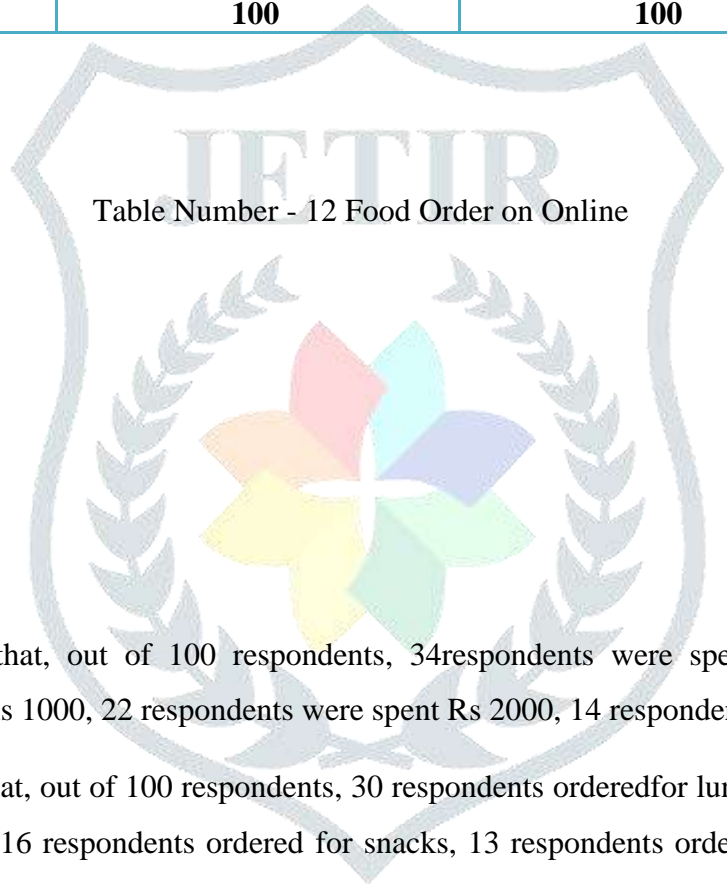 100 100
JETIR
Table Number - 12 Food Order on Online
that, out of 100 respondents, 34respondents were spe
s 1000, 22 respondents were spent Rs 2000, 14 responde
at, out of 100 respondents, 30 respondents orderedfor lu
16 respondents ordered for snacks, 13 respondents orde